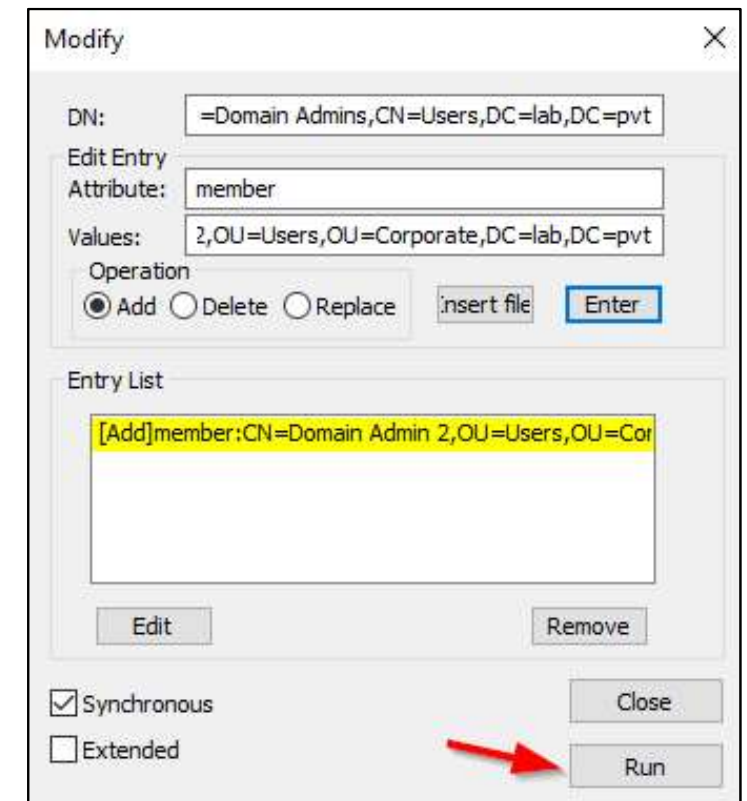 Modify
DN: =Domain Admins,CN=Users,DC=lab,DC=pvt
Edit Entry
Attribute: member
Values: 2,OU=Users,OU=Corporate,DC=lab,DC=pvt
Operation
Add Delete Replace Insert file Enter
Entry List
[Add]member:CN=Domain Admin 2,OU=Users,OU=Cor
Edit Remove
Synchronous Close
Extended Run